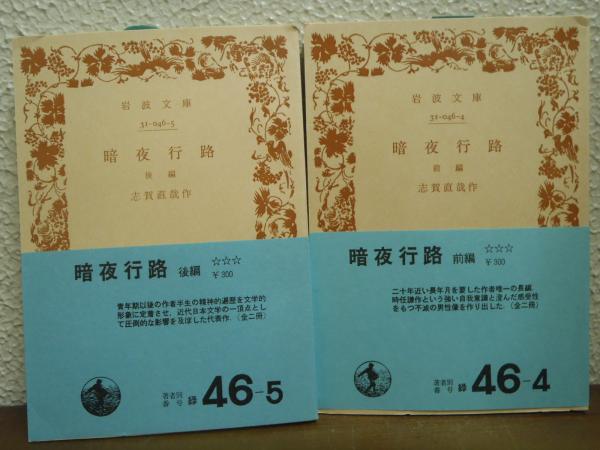 岩波文庫
31-046-5
暗夜行路
後編
志賀直哉作
暗夜行路 後編 ☆☆☆ ¥300
青年期以後の作者半生の精神的遍歴を文学的
形象に定着させ，近代日本文学の一頂点とし
て圧倒的な影響を及ぼした代表作．（全二冊）
著者別
番号 緑 46-5
岩波文庫
31-046-4
暗夜行路
前編
志賀直哉作
暗夜行路 前編 ☆☆☆ ¥300
二十年近い長年月を要した作者唯一の長編．
時任謙作という強い自我意識と澄んだ感受性
をもつ不滅の男性像を作り出した．（全二冊）
著者別
番号 緑 46-4